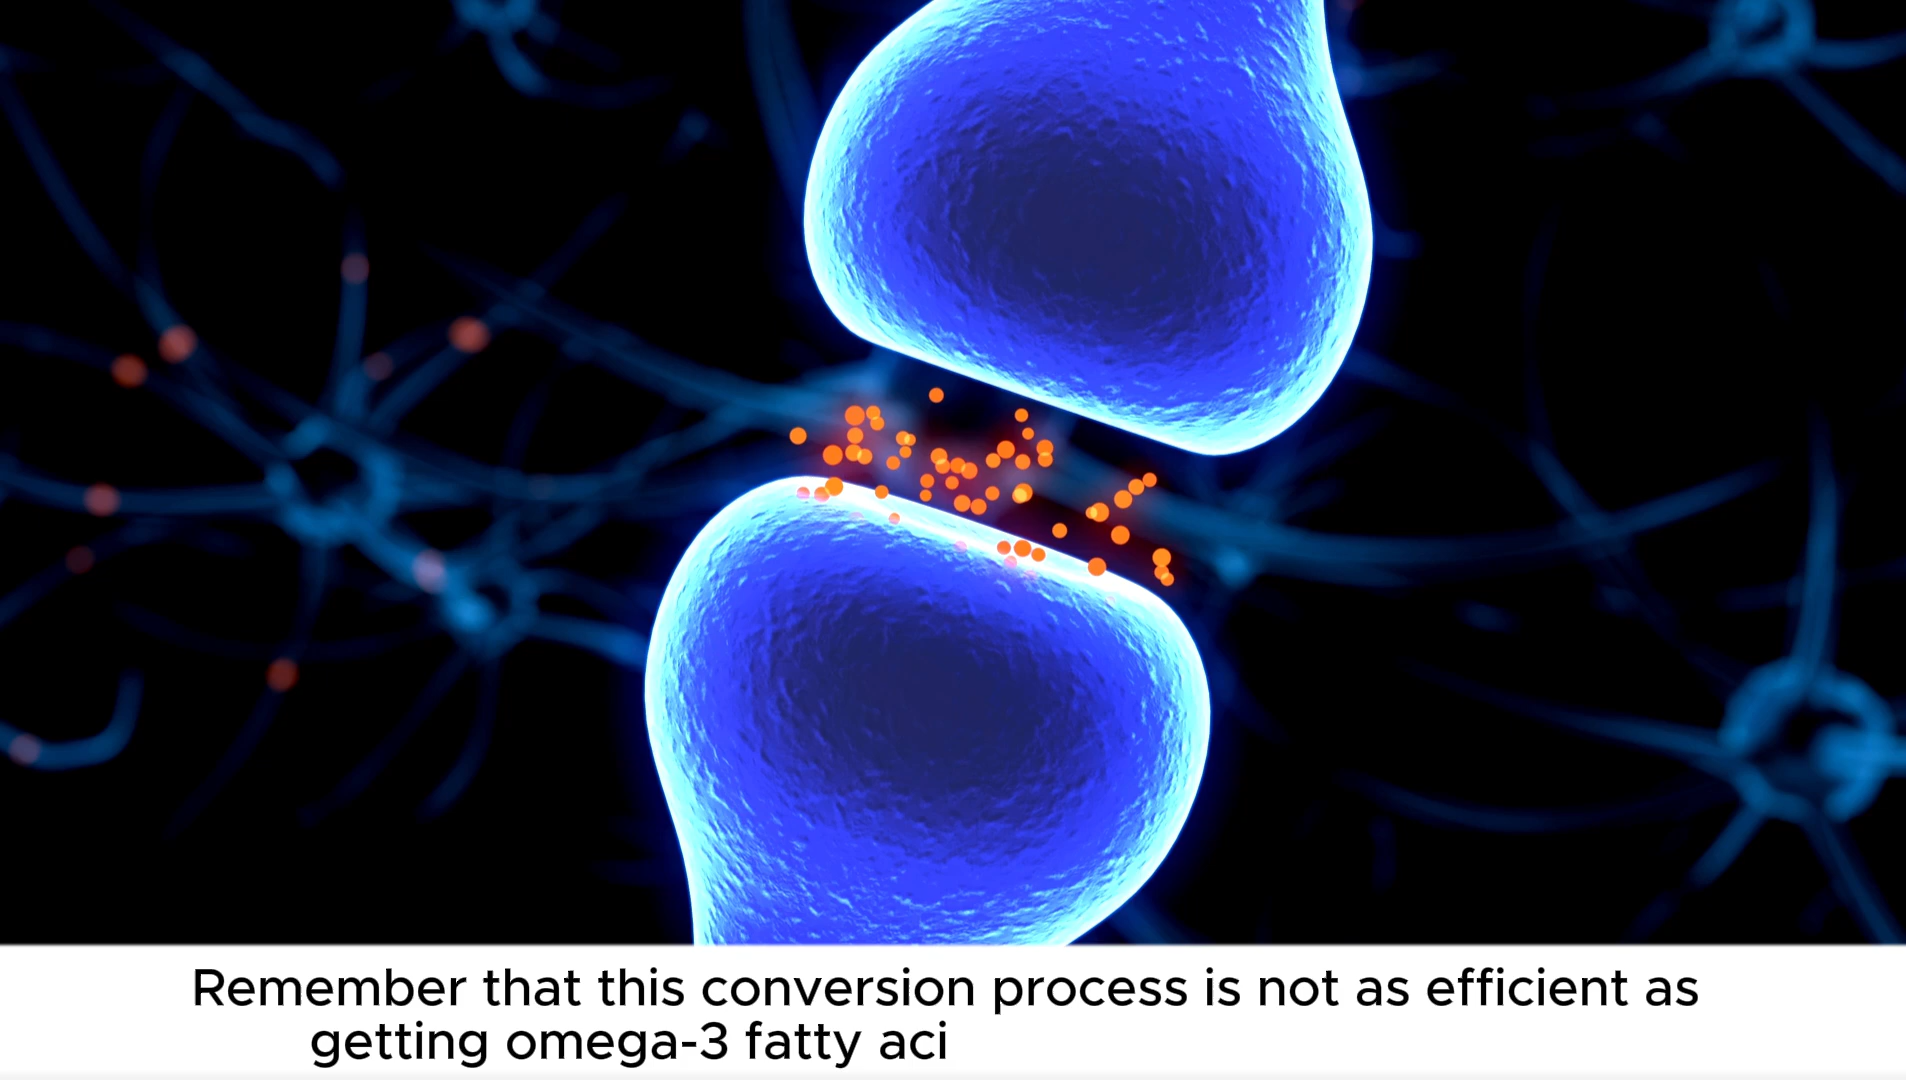 Remember that this conversion process is not as efficient as
getting omega-3 fatty aci